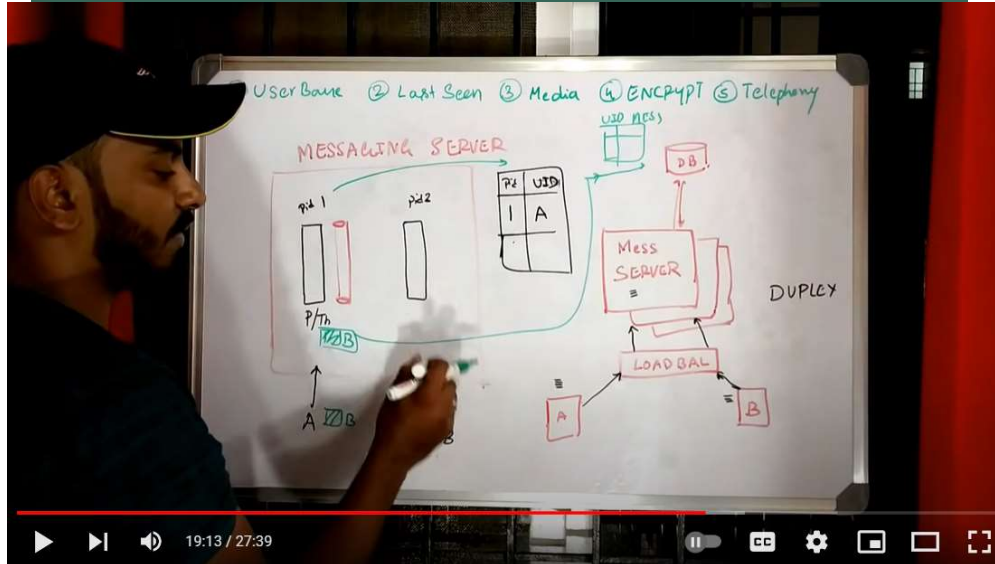 User Base ② Last Seen ③ Media ④ ENCRYPT ⑤ Telephony
UID MESS
MESSAGING SERVER
DB
Pid UID
1 A
pid 1
pid 2
Mess
SERVER
DUPLEX
P/Th
B
LOAD BAL
A B
A
B
B
19:13 / 27:39
CC